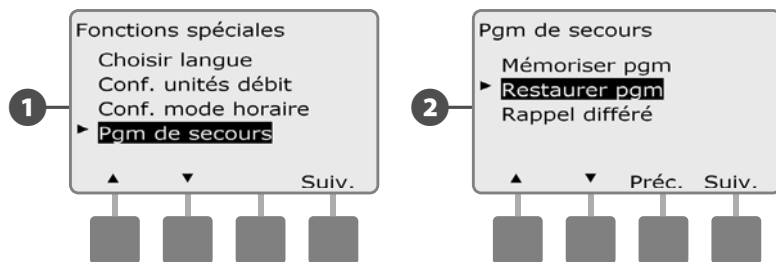 1
Fonctions spéciales
Choisir langue
Conf. unités débit
Conf. mode horaire
► Pgm de secours
▲ ▼ Suiv.
2
Pgm de secours
Mémoriser pgm
► Restaurer pgm
Rappel différé
▲ ▼ Préc. Suiv.